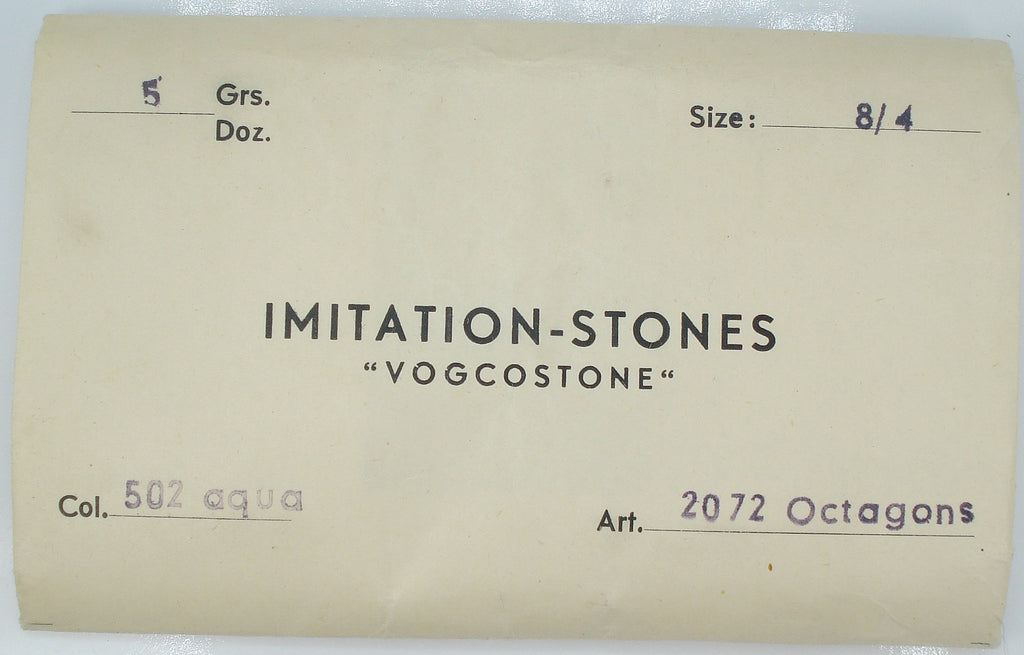 5 Grs.
Doz.
Size: 8/4
IMITATION-STONES
“VOGCOSTONE“
Col. 502 aqua
Art. 2072 Octagons